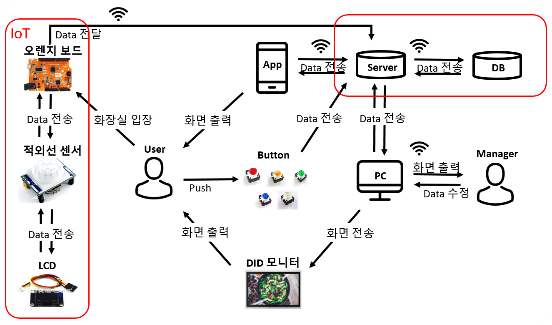 IoT
Data 전달
오렌지 보드
App
Data 전송
Server
Data 전송
DB
Data 전송
화장실 입장
화면 출력
Data 전송
Data 전송
적외선 센서
User
Button
PC
화면 출력
Manager
Push
Data 수정
Data 전송
화면 출력
화면 전송
LCD
DID 모니터